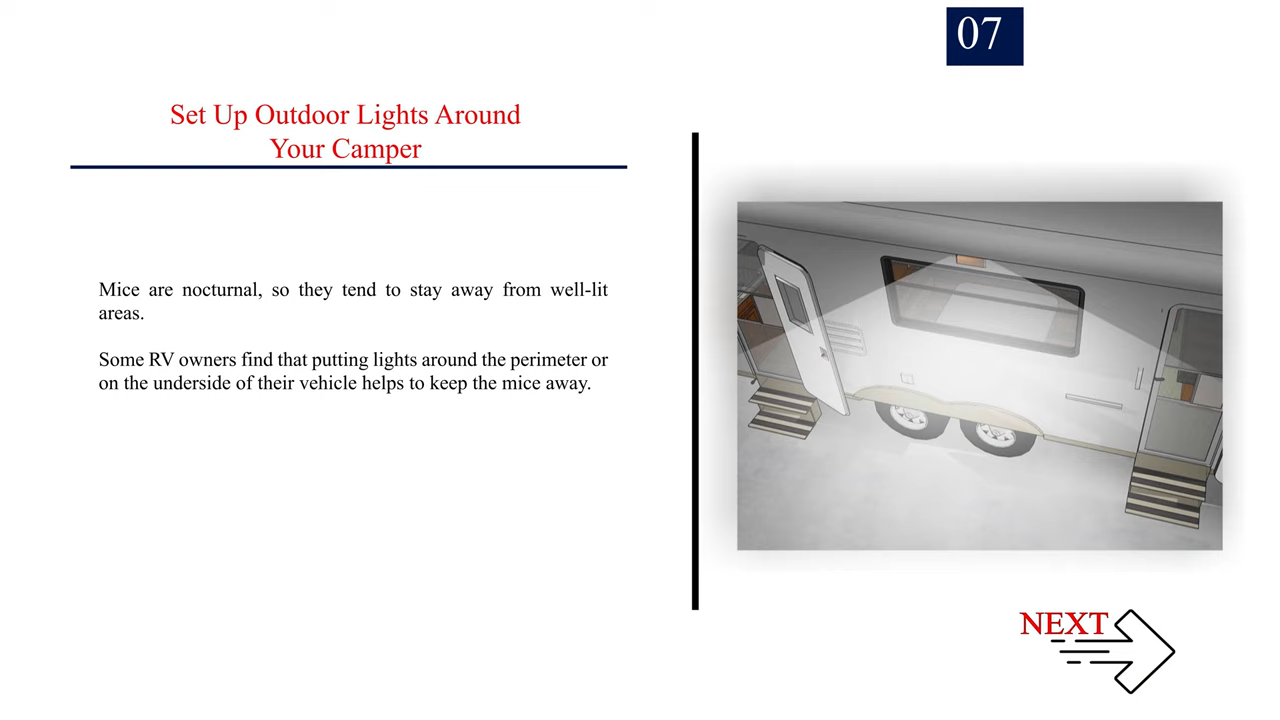 07
Set Up Outdoor Lights Around
Your Camper
Mice are nocturnal, so they tend to stay away from well-lit
areas.
Some RV owners find that putting lights around the perimeter or
on the underside of their vehicle helps to keep the mice away.
NEXT